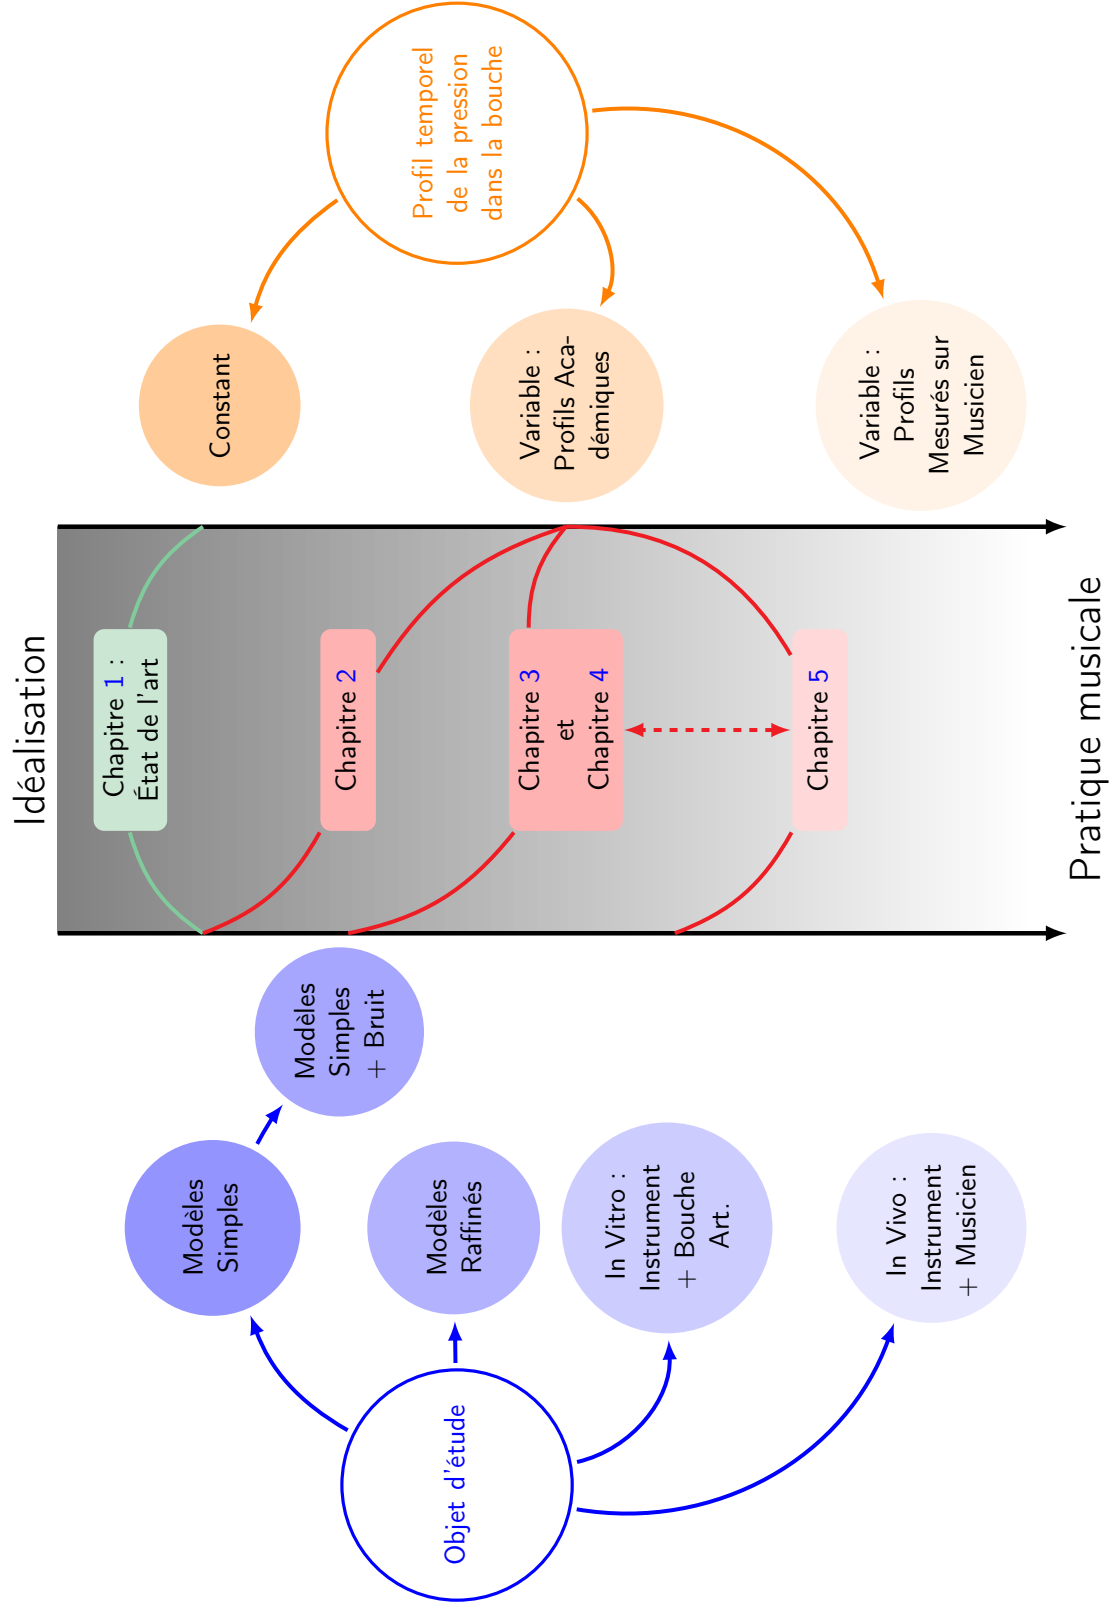 Objet d'étude
Modèles
Simples
Modèles
Simples
+ Bruit
Modèles
Raffinés
In Vitro :
Instrument
+ Bouche
Art.
In Vivo :
Instrument
+ Musicien
Idéalisation
Chapitre 1 :
État de l'art
Chapitre 2
Chapitre 3
et
Chapitre 4
Chapitre 5
Pratique musicale
Constant
Variable :
Profils Aca-
démiques
Variable :
Profils
Mesurés sur
Musicien
Profil temporel
de la pression
dans la bouche